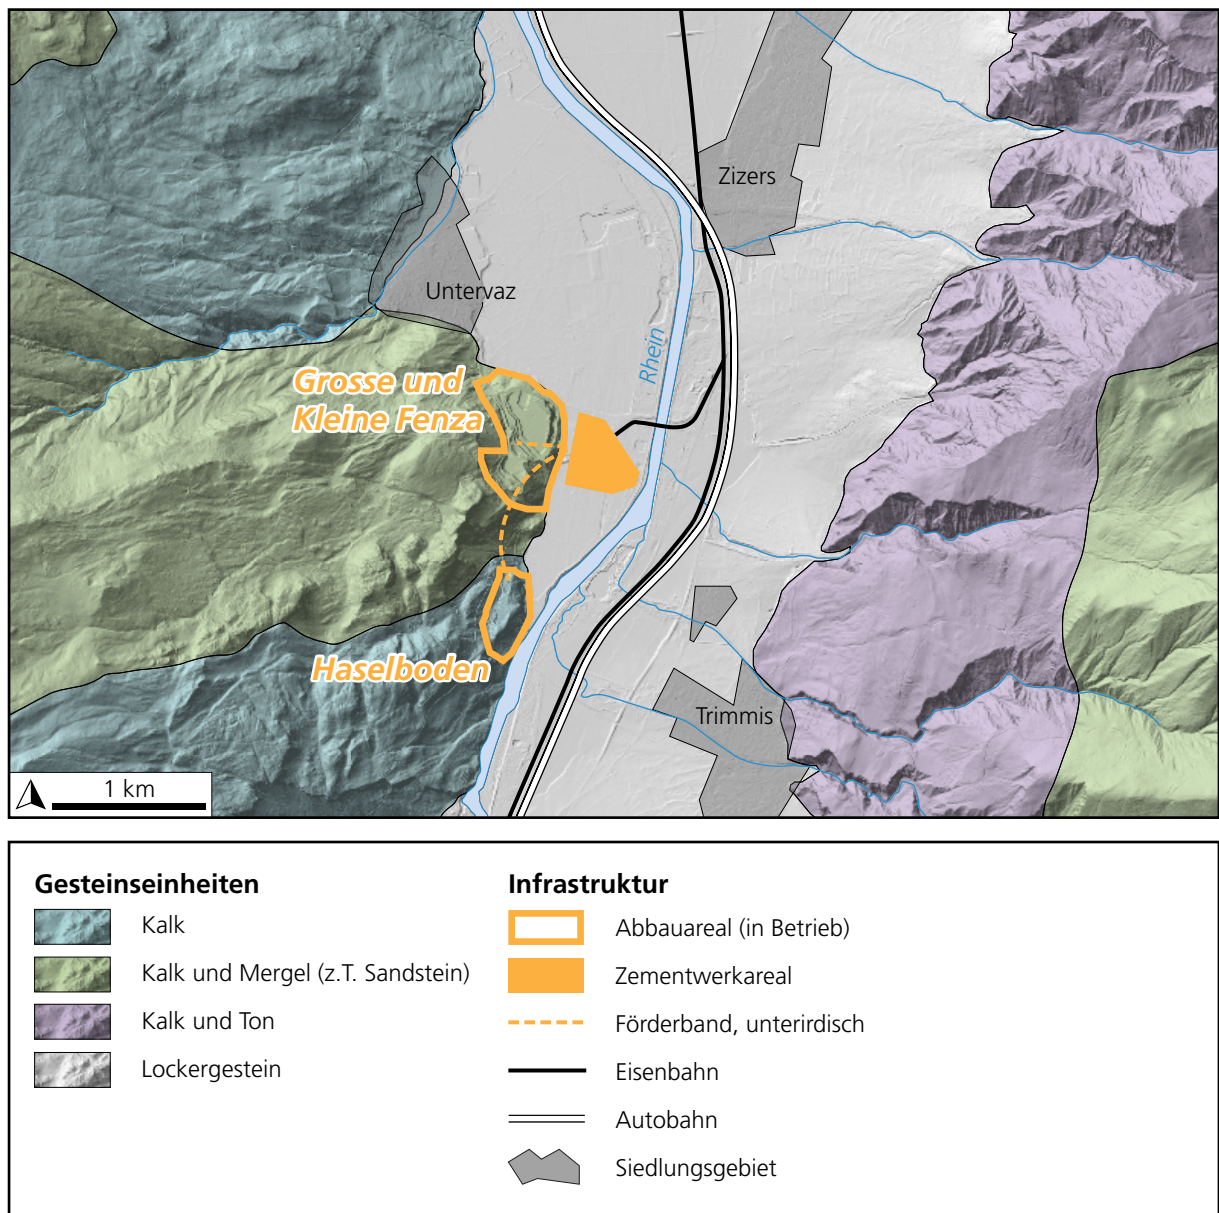 Zizers
Untervaz
Rhein
Grosse und
Kleine Fenza
Haselboden
Trimmis
1 km
Gesteinseinheiten
Kalk
Kalk und Mergel (z.T. Sandstein)
Kalk und Ton
Lockergestein
Infrastruktur
Abbauareal (in Betrieb)
Zementwerkareal
Förderband, unterirdisch
Eisenbahn
Autobahn
Siedlungsgebiet